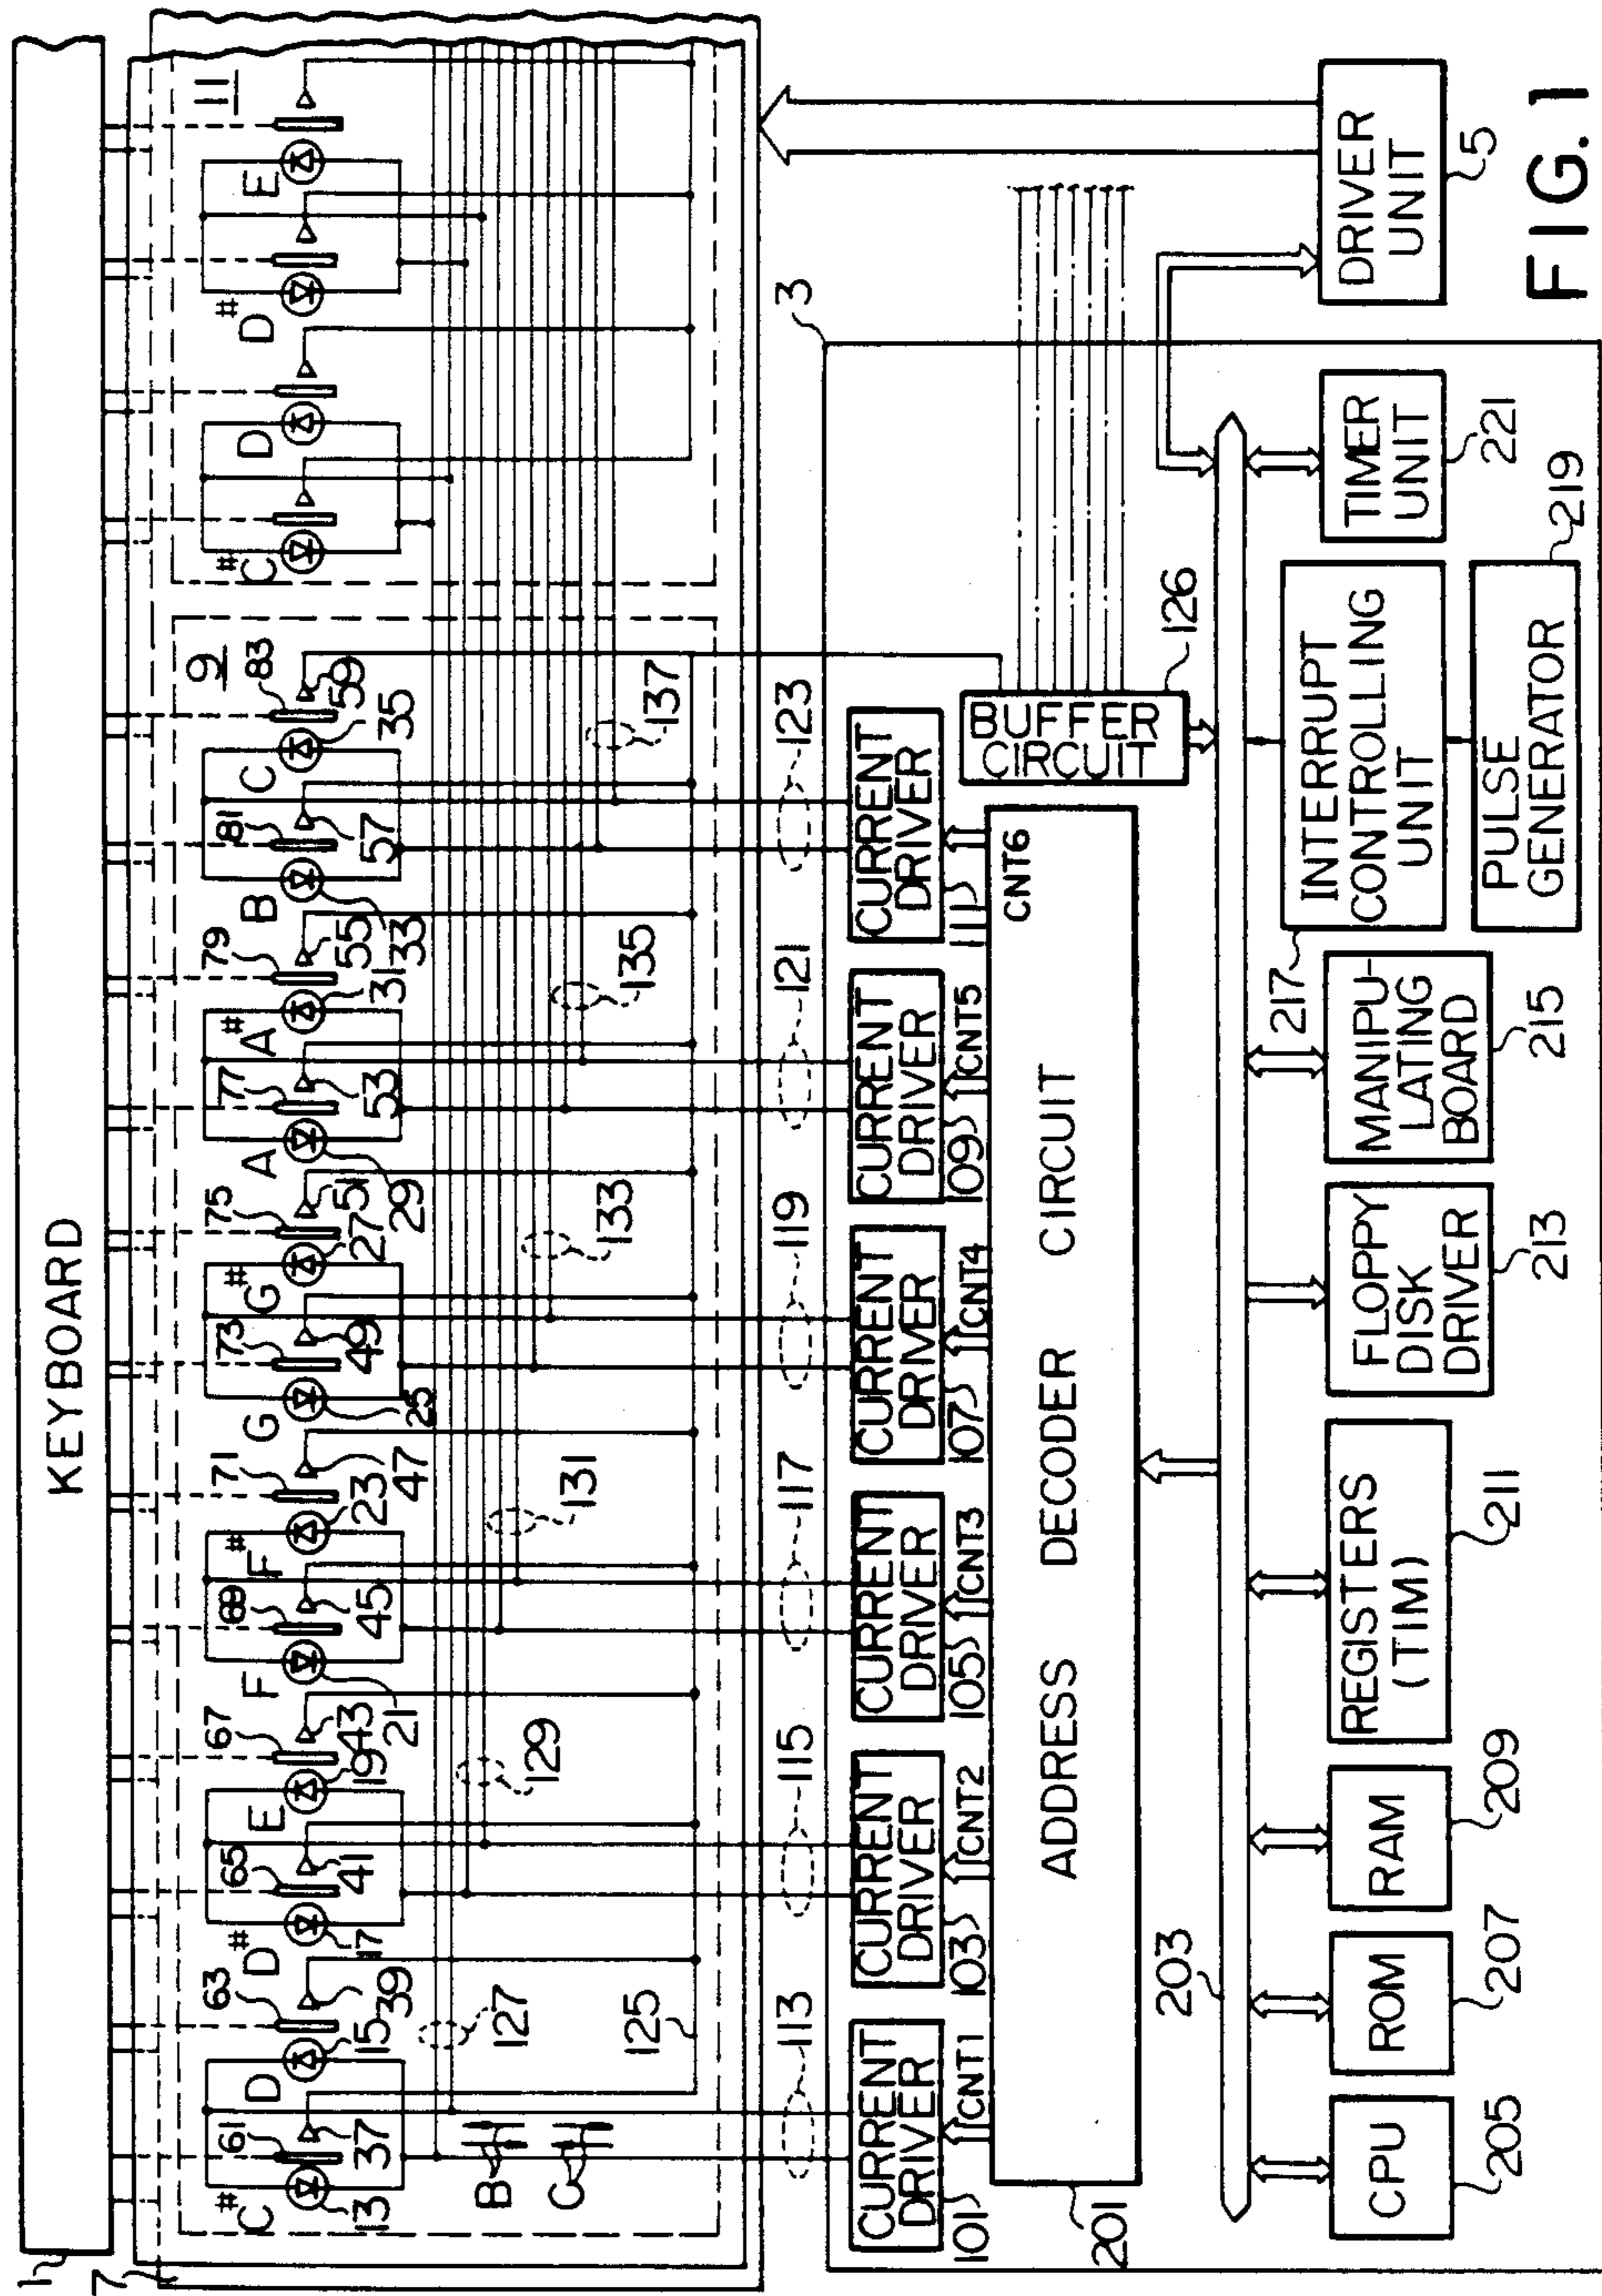 KEYBOARD
1
7
9
11
C# D D# E F F# G G# A A# B C C# D D# E
61 63 65 67 69 71 73 75 77 79 81 83
13 37 15 39 17 41 19 43 21 45 23 47 25 49 27 51 29 53 31 55 33 57 35 59
B
C
127 129 131 133 135 137
125
113 115 117 119 121 123
3
CURRENT DRIVER
CURRENT DRIVER
CURRENT DRIVER
CURRENT DRIVER
CURRENT DRIVER
CURRENT DRIVER
101 103 105 107 109 111
CNT1 CNT2 CNT3 CNT4 CNT5 CNT6
BUFFER
CIRCUIT
126
ADDRESS DECODER CIRCUIT
201
203
CPU
205
ROM
207
RAM
209
REGISTERS
(TIM)
211
FLOPPY
DISK
DRIVER
213
MANIPU-
LATING
BOARD
215
INTERRUPT
CONTROLLING
UNIT
217
PULSE
GENERATOR
219
TIMER
UNIT
221
DRIVER
UNIT
5
FIG.1